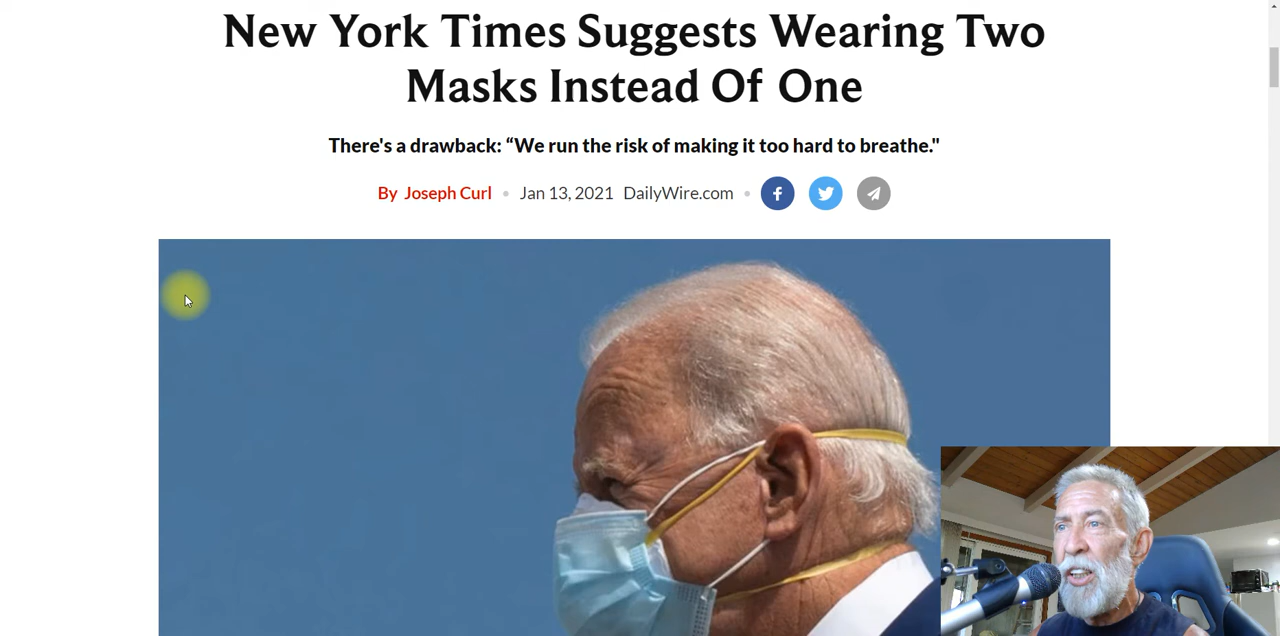 New York Times Suggests Wearing Two
Masks Instead Of One
There's a drawback: “We run the risk of making it too hard to breathe."
By Joseph Curl • Jan 13, 2021 DailyWire.com •